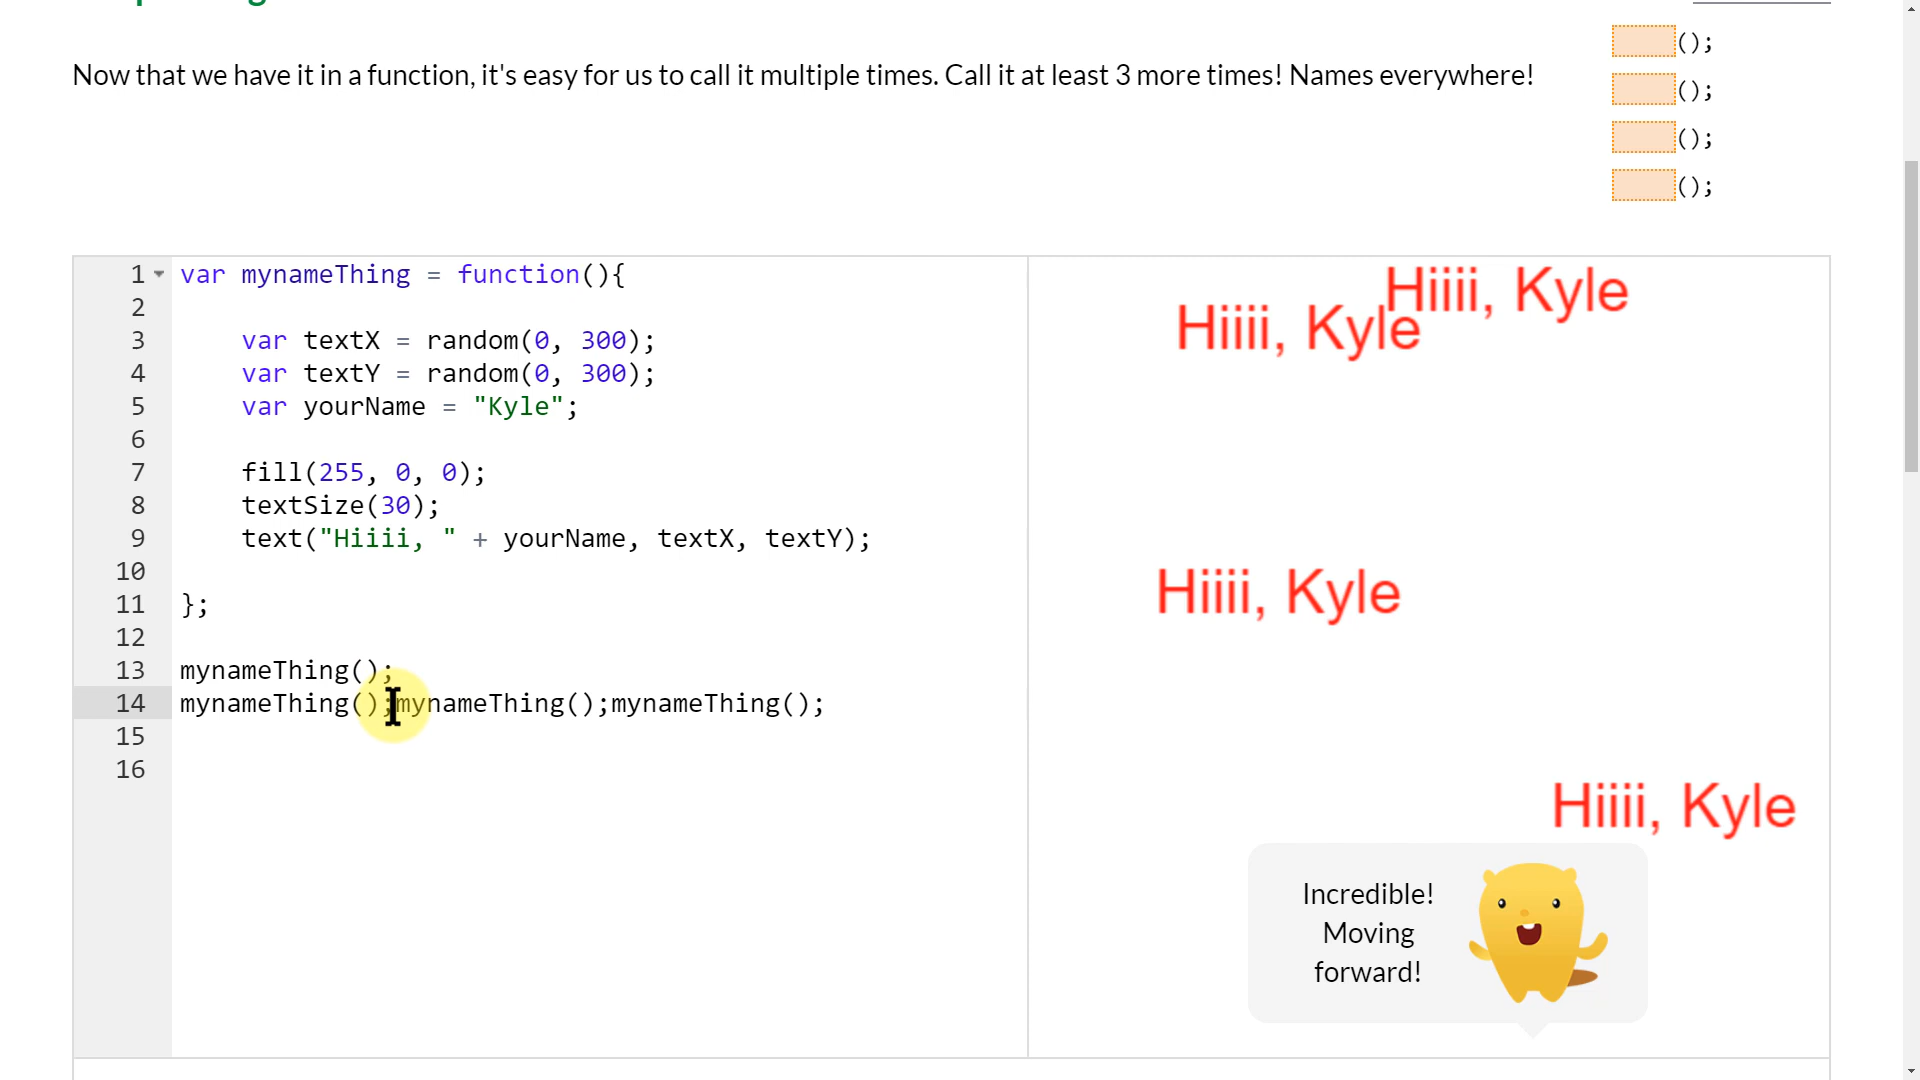 Now that we have it in a function, it's easy for us to call it multiple times. Call it at least 3 more times! Names everywhere!
();
();
();
();
1 var mynameThing = function(){
2
3 var textX = random(0, 300);
4 var textY = random(0, 300);
5 var yourName = "Kyle";
6
7 fill(255, 0, 0);
8 textSize(30);
9 text("Hiiii, " + yourName, textX, textY);
10
11 };
12
13 mynameThing();
14 mynameThing();mynameThing();mynameThing();
15
16
Hiiii, Kyle
Hiiii, Kyle
Hiiii, Kyle
Hiiii, Kyle
Incredible!
Moving
forward!